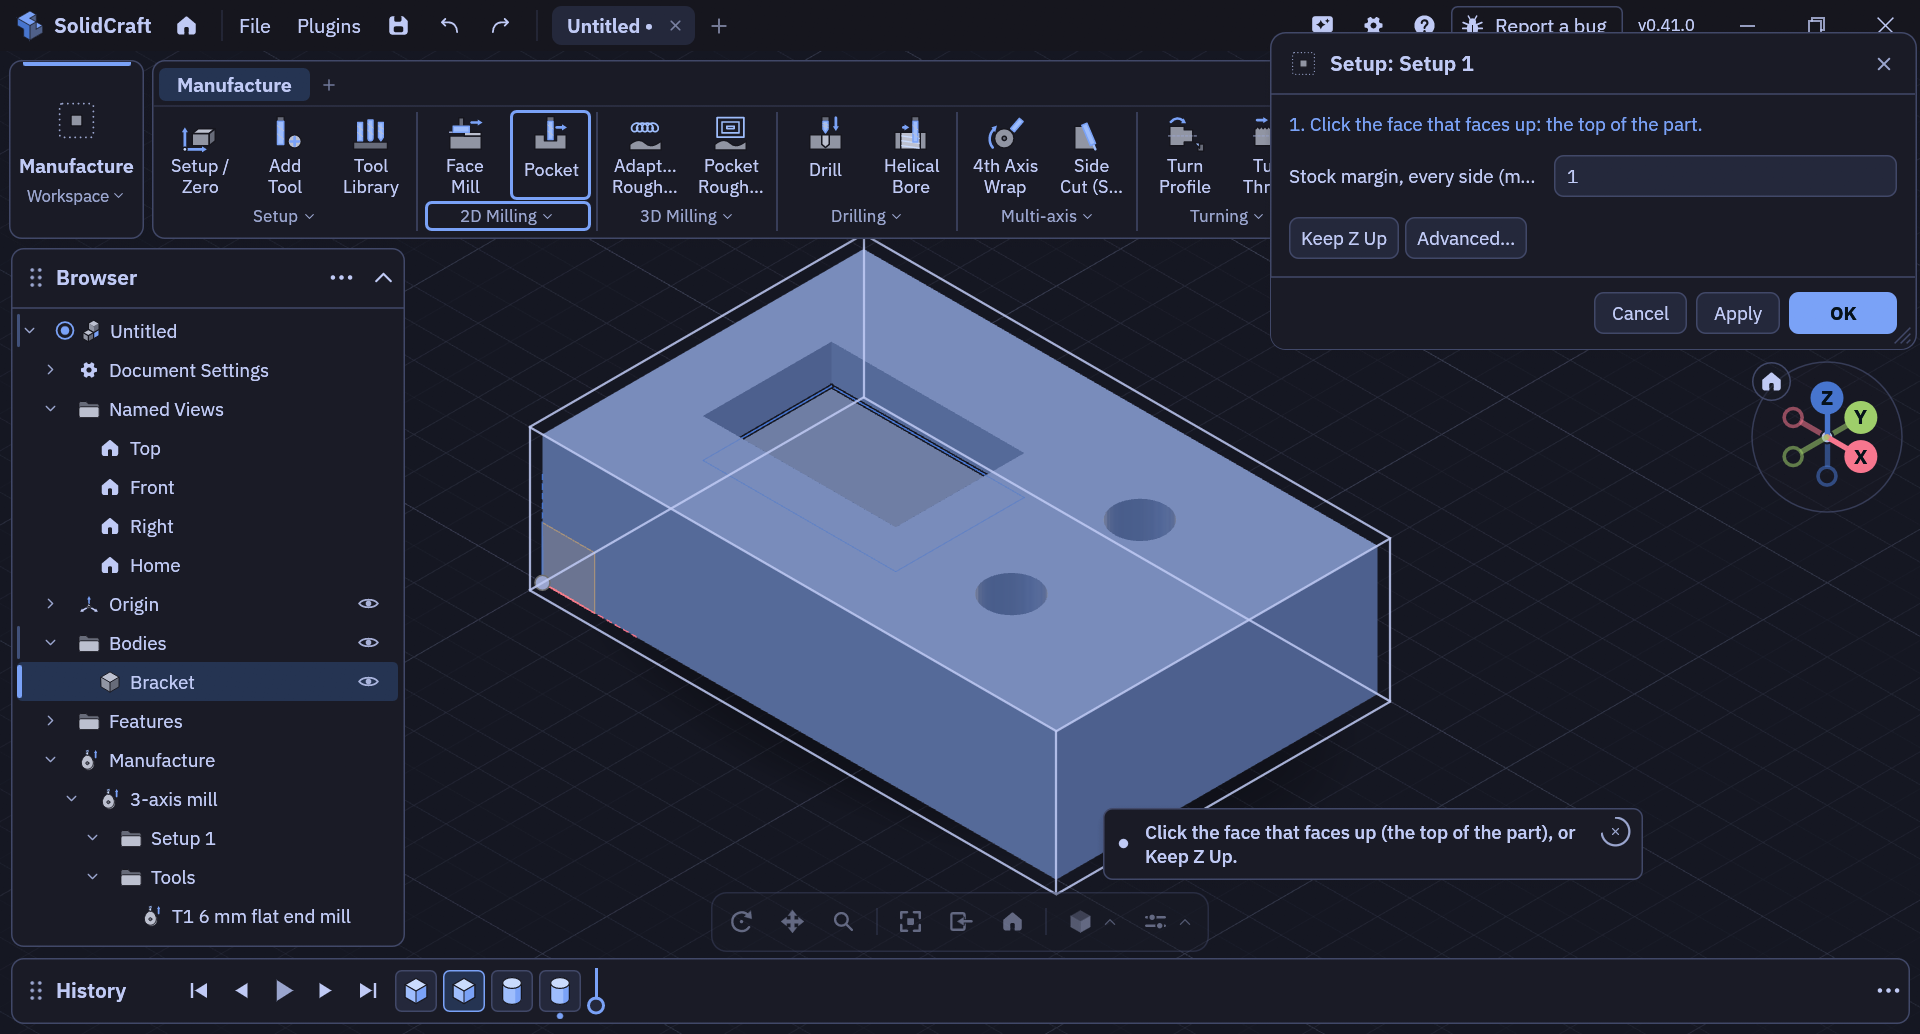 SolidCraft
File
Plugins
Untitled •
Report a bug
v0.41.0
Manufacture
Workspace
Manufacture
Setup /
Zero
Add
Tool
Tool
Library
Setup
Face
Mill
Pocket
2D Milling
Adapt...
Rough...
Pocket
Rough...
3D Milling
Drill
Helical
Bore
Drilling
4th Axis
Wrap
Side
Cut (S...
Multi-axis
Turn
Profile
Tu
Thr
Turning
Setup: Setup 1
1. Click the face that faces up: the top of the part.
Stock margin, every side (m...
1
Keep Z Up
Advanced...
Cancel
Apply
OK
Browser
Untitled
Document Settings
Named Views
Top
Front
Right
Home
Origin
Bodies
Bracket
Features
Manufacture
3-axis mill
Setup 1
Tools
T1 6 mm flat end mill
Z
Y
X
Click the face that faces up (the top of the part), or
Keep Z Up.
History